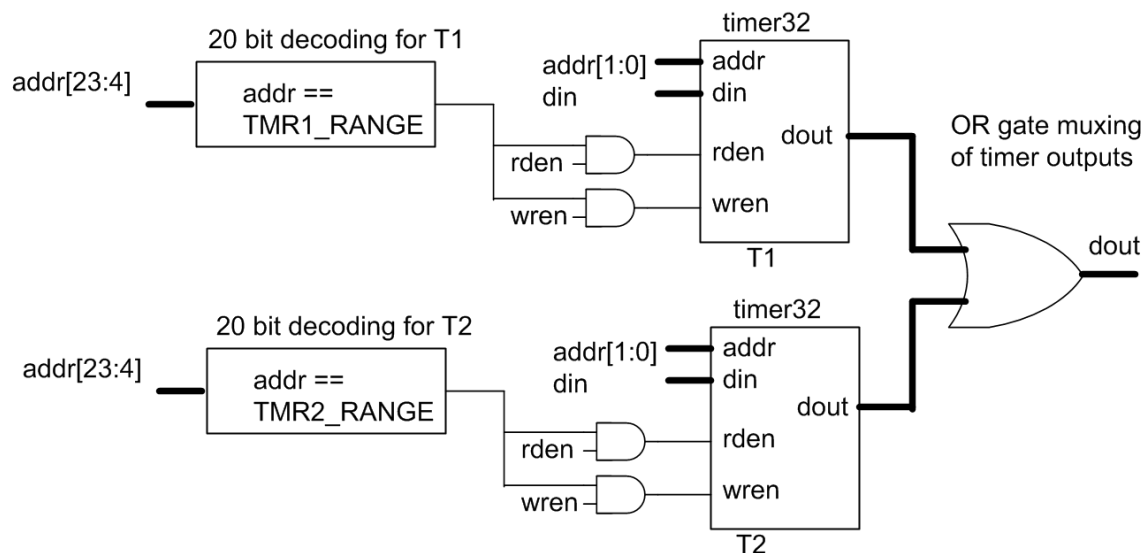 20 bit decoding for T1
addr[23:4]
addr ==
TMR1_RANGE
rden
wren
timer32
addr[1:0]
din
addr
din
dout
rden
wren
T1
OR gate muxing
of timer outputs
dout
20 bit decoding for T2
addr[23:4]
addr ==
TMR2_RANGE
rden
wren
timer32
addr[1:0]
din
addr
din
dout
rden
wren
T2